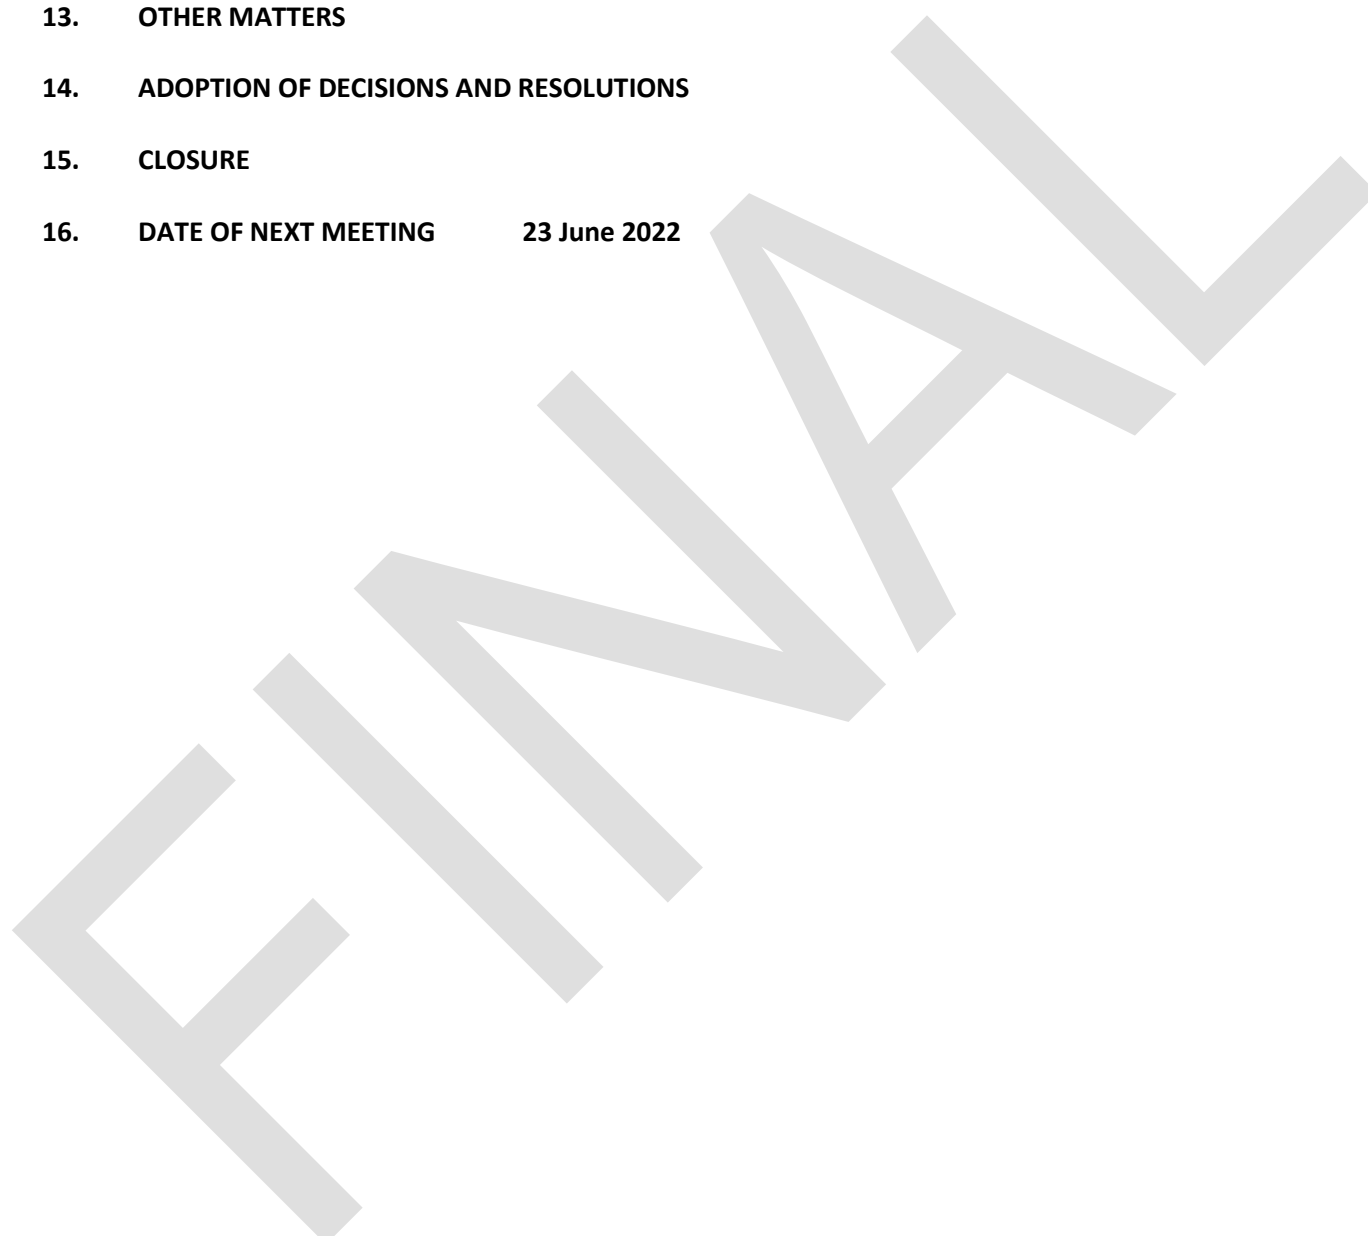 13. OTHER MATTERS
14. ADOPTION OF DECISIONS AND RESOLUTIONS
15. CLOSURE
16. DATE OF NEXT MEETING 23 June 2022
FINAL